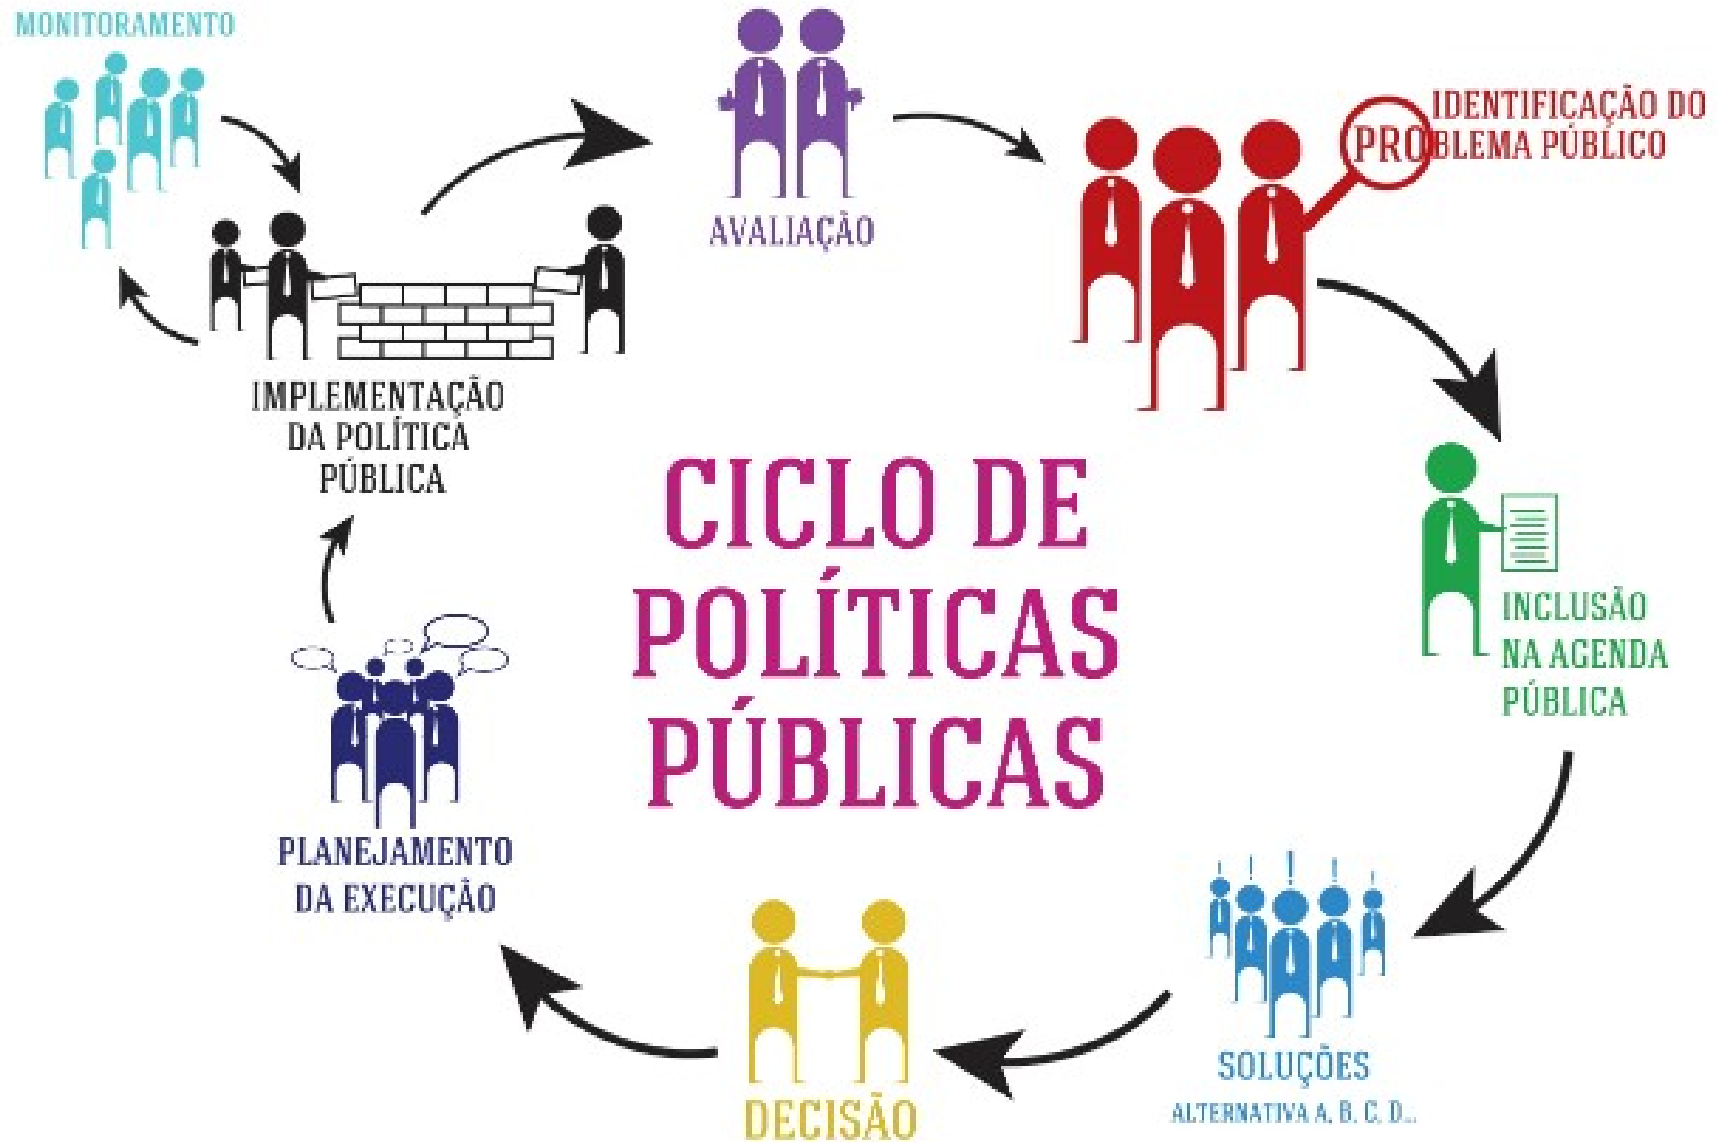 MONITORAMENTO
AVALIAÇÃO
IDENTIFICAÇÃO DO
PROBLEMA PÚBLICO
IMPLEMENTAÇÃO
DA POLÍTICA
PÚBLICA
CICLO DE
POLÍTICAS
PÚBLICAS
INCLUSÃO
NA AGENDA
PÚBLICA
PLANEJAMENTO
DA EXECUÇÃO
SOLUÇÕES
ALTERNATIVA A, B, C, D...
DECISÃO